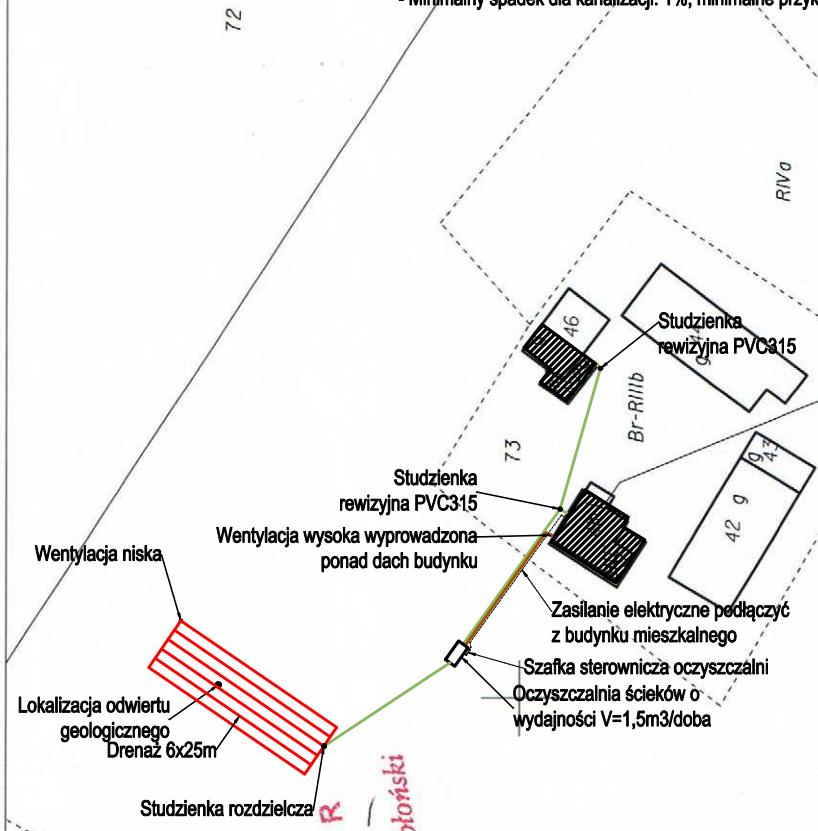 - Minimalny spadek dla kanalizacji: 1%, minimalne
72
RIVa
46
Studzienka
rewizyjna PVC315
g
Br-RIIIb
73
g
43
42 g
Studzienka
rewizyjna PVC315
Wentylacja wysoka wyprowadzona
ponad dach budynku
Wentylacja niska
Zasilanie elektryczne podłączyć
z budynku mieszkalnego
Szafka sterownicza oczyszczalni
Oczyszczalnia ścieków o
wydajności V=1,5m3/doba
Lokalizacja odwiertu
geologicznego
Drenaż 6x25m
Studzienka rozdzielcza
R